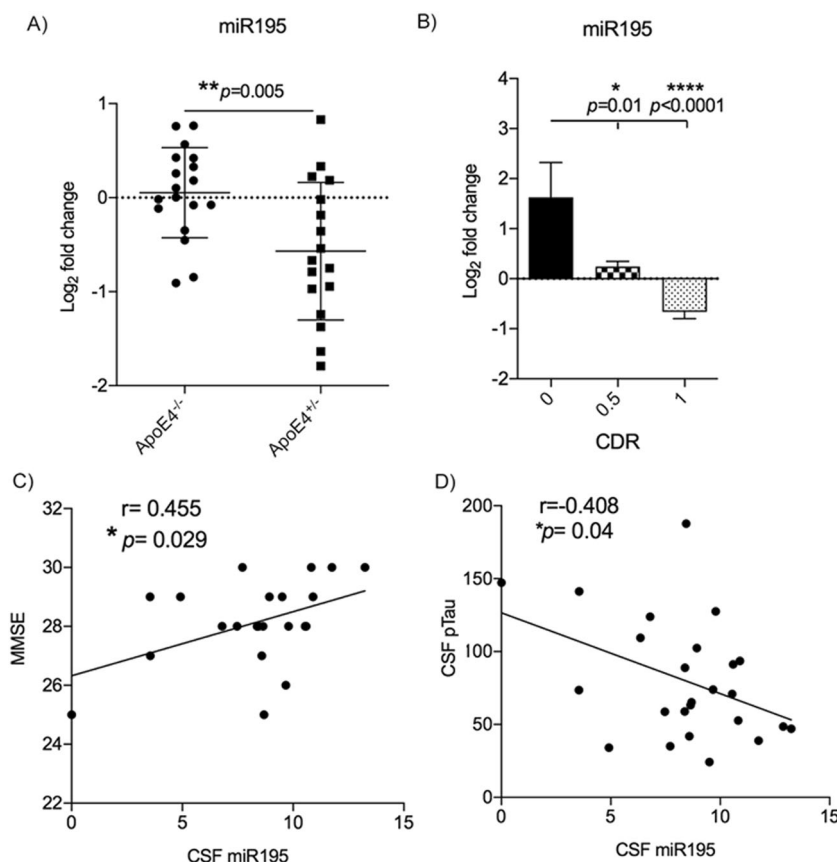 A)
miR195
**p=0.005
Log2 fold change
1
0
-1
-2
ApoE4-/-
ApoE4+/-
B)
miR195
* ****
p=0.01 p<0.0001
Log2 fold change
4
3
2
1
0
-1
-2
0
0.5
1
CDR
C)
r= 0.455
* p= 0.029
MMSE
32
30
28
26
24
22
0 5 10 15
CSF miR195
D)
r=-0.408
*p= 0.04
CSF pTau
200
150
100
50
0
0 5 10 15
CSF miR195